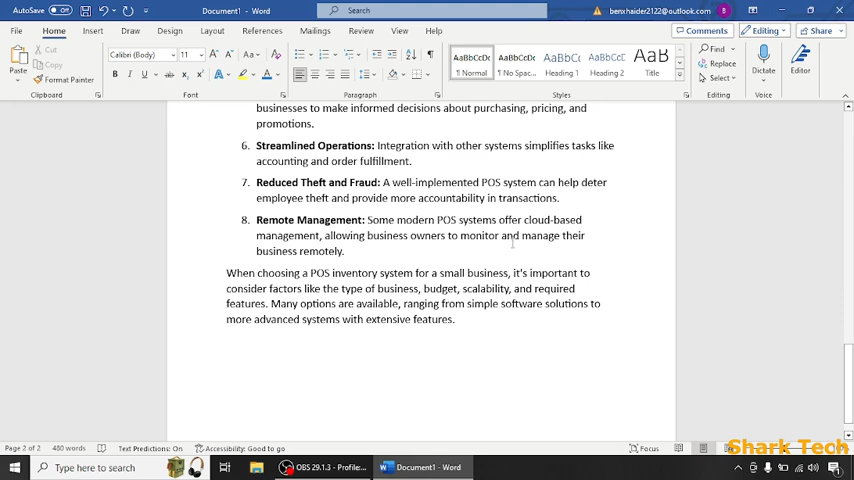 AutoSave Off
Document1 - Word
Search
benxhaider2122@outlook.com
B
File Home Insert Draw Design Layout References Mailings Review View Help
Comments Editing Share
Paste
Cut
Copy
Format Painter
Calibri (Body) 11
AaBbCcDc AaBbCcDc AaBbCc AaBbCcC AaB
¶ Normal ¶ No Spac... Heading 1 Heading 2 Title
Find
Replace
Select
Dictate
Editor
Clipboard Font Paragraph Styles Editing Voice Editor
businesses to make informed decisions about purchasing, pricing, and
promotions.
6. Streamlined Operations: Integration with other systems simplifies tasks like
accounting and order fulfillment.
7. Reduced Theft and Fraud: A well-implemented POS system can help deter
employee theft and provide more accountability in transactions.
8. Remote Management: Some modern POS systems offer cloud-based
management, allowing business owners to monitor and manage their
business remotely.
When choosing a POS inventory system for a small business, it's important to
consider factors like the type of business, budget, scalability, and required
features. Many options are available, ranging from simple software solutions to
more advanced systems with extensive features.
Page 2 of 2 480 words Text Predictions: On Accessibility: Good to go Focus
Shark Tech
Type here to search
OBS 29.1.3 - Profile:...
Document1 - Word